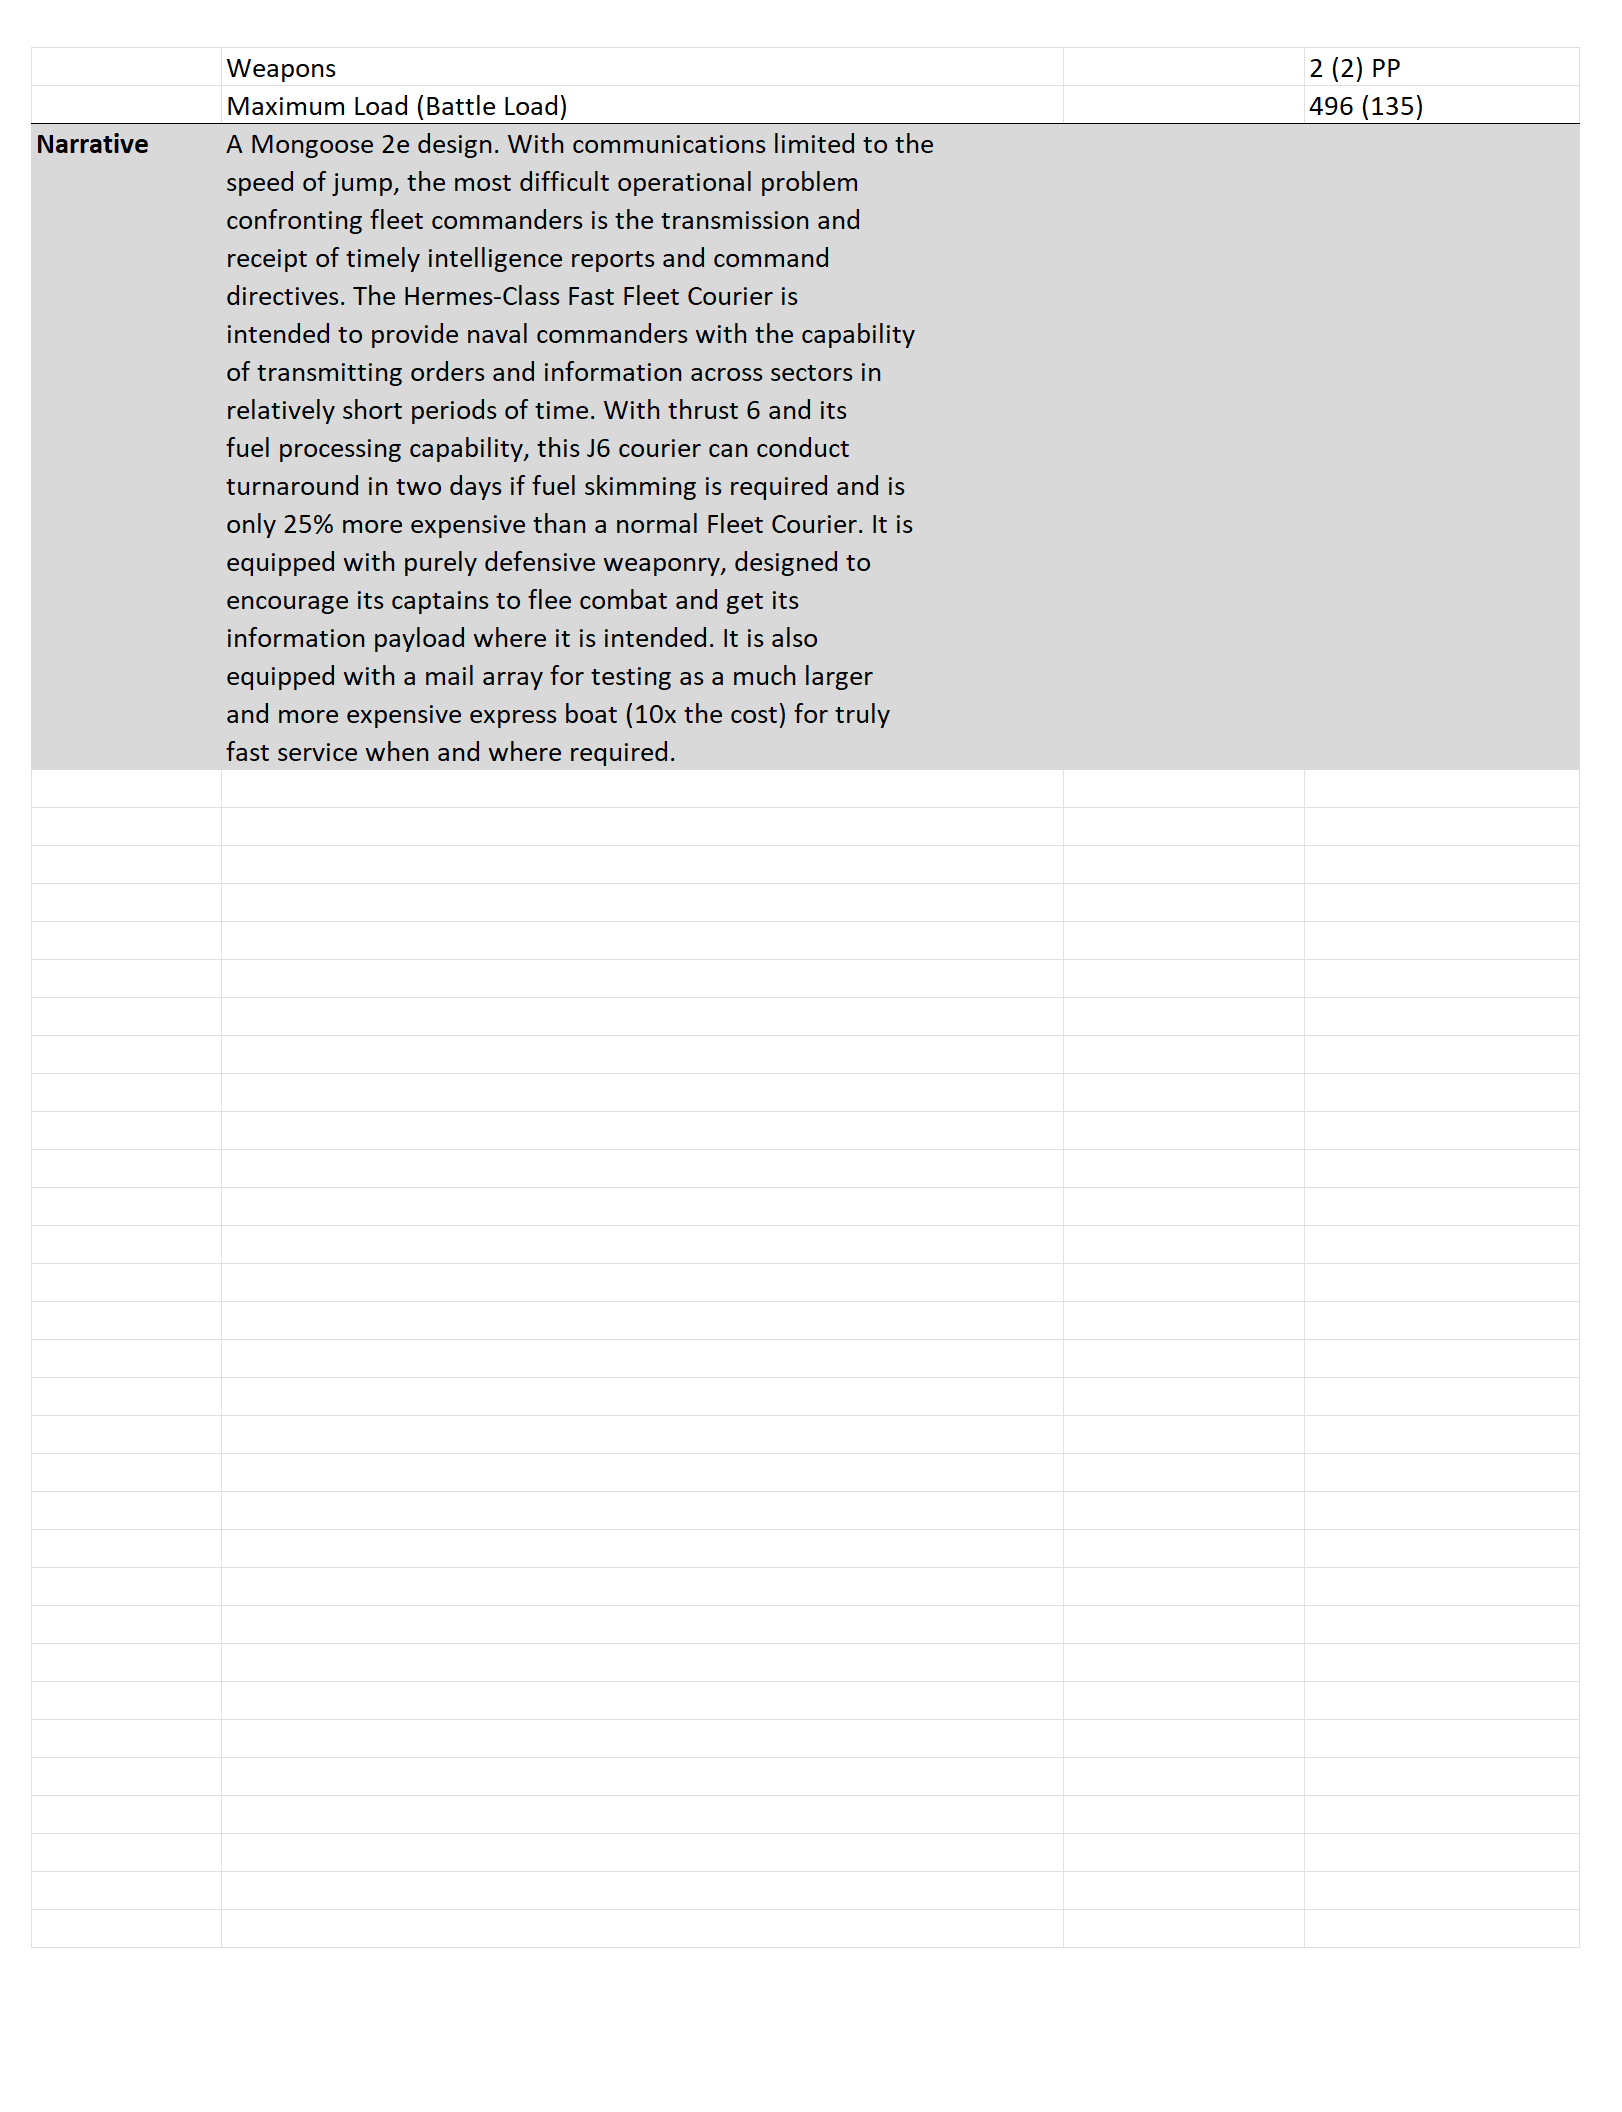 Weapons 2 (2) PP
Maximum Load (Battle Load) 496 (135)
Narrative A Mongoose 2e design. With communications limited to the
speed of jump, the most difficult operational problem
confronting fleet commanders is the transmission and
receipt of timely intelligence reports and command
directives. The Hermes-Class Fast Fleet Courier is
intended to provide naval commanders with the capability
of transmitting orders and information across sectors in
relatively short periods of time. With thrust 6 and its
fuel processing capability, this J6 courier can conduct
turnaround in two days if fuel skimming is required and is
only 25% more expensive than a normal Fleet Courier. It is
equipped with purely defensive weaponry, designed to
encourage its captains to flee combat and get its
information payload where it is intended. It is also
equipped with a mail array for testing as a much larger
and more expensive express boat (10x the cost) for truly
fast service when and where required.